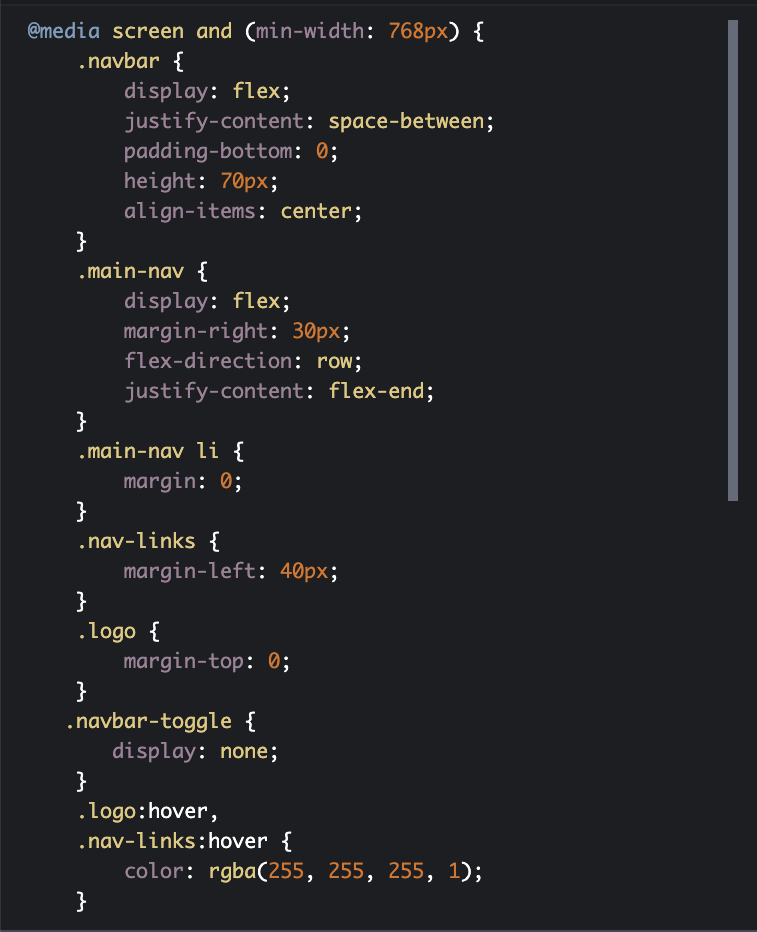 @media screen and (min-width: 768px) {
    .navbar {
        display: flex;
        justify-content: space-between;
        padding-bottom: 0;
        height: 70px;
        align-items: center;
    }
    .main-nav {
        display: flex;
        margin-right: 30px;
        flex-direction: row;
        justify-content: flex-end;
    }
    .main-nav li {
        margin: 0;
    }
    .nav-links {
        margin-left: 40px;
    }
    .logo {
        margin-top: 0;
    }
   .navbar-toggle {
       display: none;
    }
    .logo:hover,
    .nav-links:hover {
        color: rgba(255, 255, 255, 1);
    }